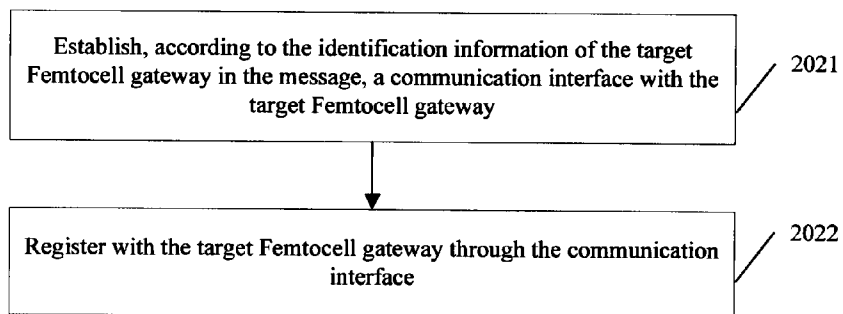 Establish, according to the identification information of the target
Femtocell gateway in the message, a communication interface with the
target Femtocell gateway
2021
Register with the target Femtocell gateway through the communication
interface
2022